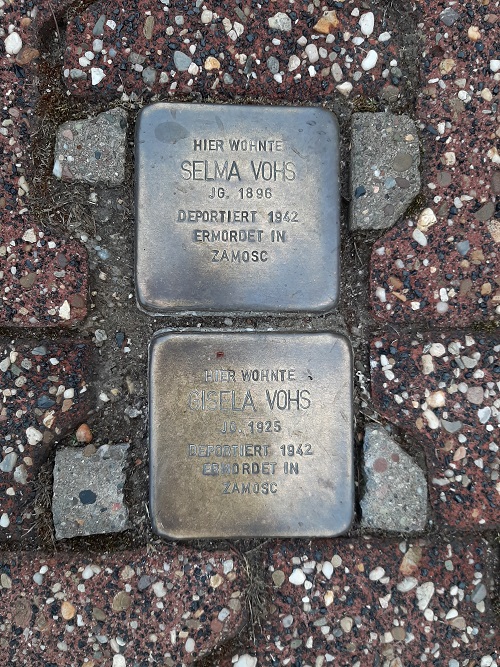 HIER WOHNTE
SELMA VOHS
JG. 1896
DEPORTIERT 1942
ERMORDET IN
ZAMOSC
HIER WOHNTE
GISELA VOHS
JG. 1925
DEPORTIERT 1942
ERMORDET IN
ZAMOSC